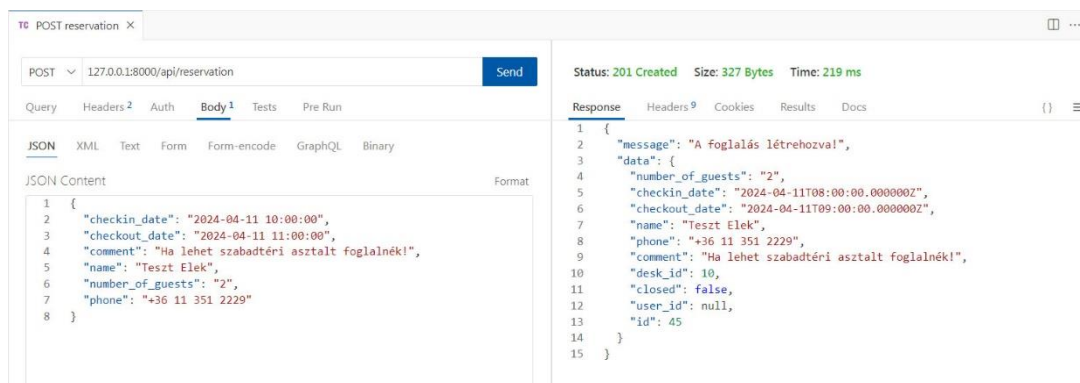 TC POST reservation ×
POST 127.0.0.1:8000/api/reservation Send
Query Headers 2 Auth Body 1 Tests Pre Run
JSON XML Text Form Form-encode GraphQL Binary
JSON Content Format
1 {
2 "checkin_date": "2024-04-11 10:00:00",
3 "checkout_date": "2024-04-11 11:00:00",
4 "comment": "Ha lehet szabadtéri asztalt foglalnék!",
5 "name": "Teszt Elek",
6 "number_of_guests": "2",
7 "phone": "+36 11 351 2229"
8 }
Status: 201 Created Size: 327 Bytes Time: 219 ms
Response Headers 9 Cookies Results Docs {}
1 {
2 "message": "A foglalás létrehozva!",
3 "data": {
4 "number_of_guests": "2",
5 "checkin_date": "2024-04-11T08:00:00.000000Z",
6 "checkout_date": "2024-04-11T09:00:00.000000Z",
7 "name": "Teszt Elek",
8 "phone": "+36 11 351 2229",
9 "comment": "Ha lehet szabadtéri asztalt foglalnék!",
10 "desk_id": 10,
11 "closed": false,
12 "user_id": null,
13 "id": 45
14 }
15 }